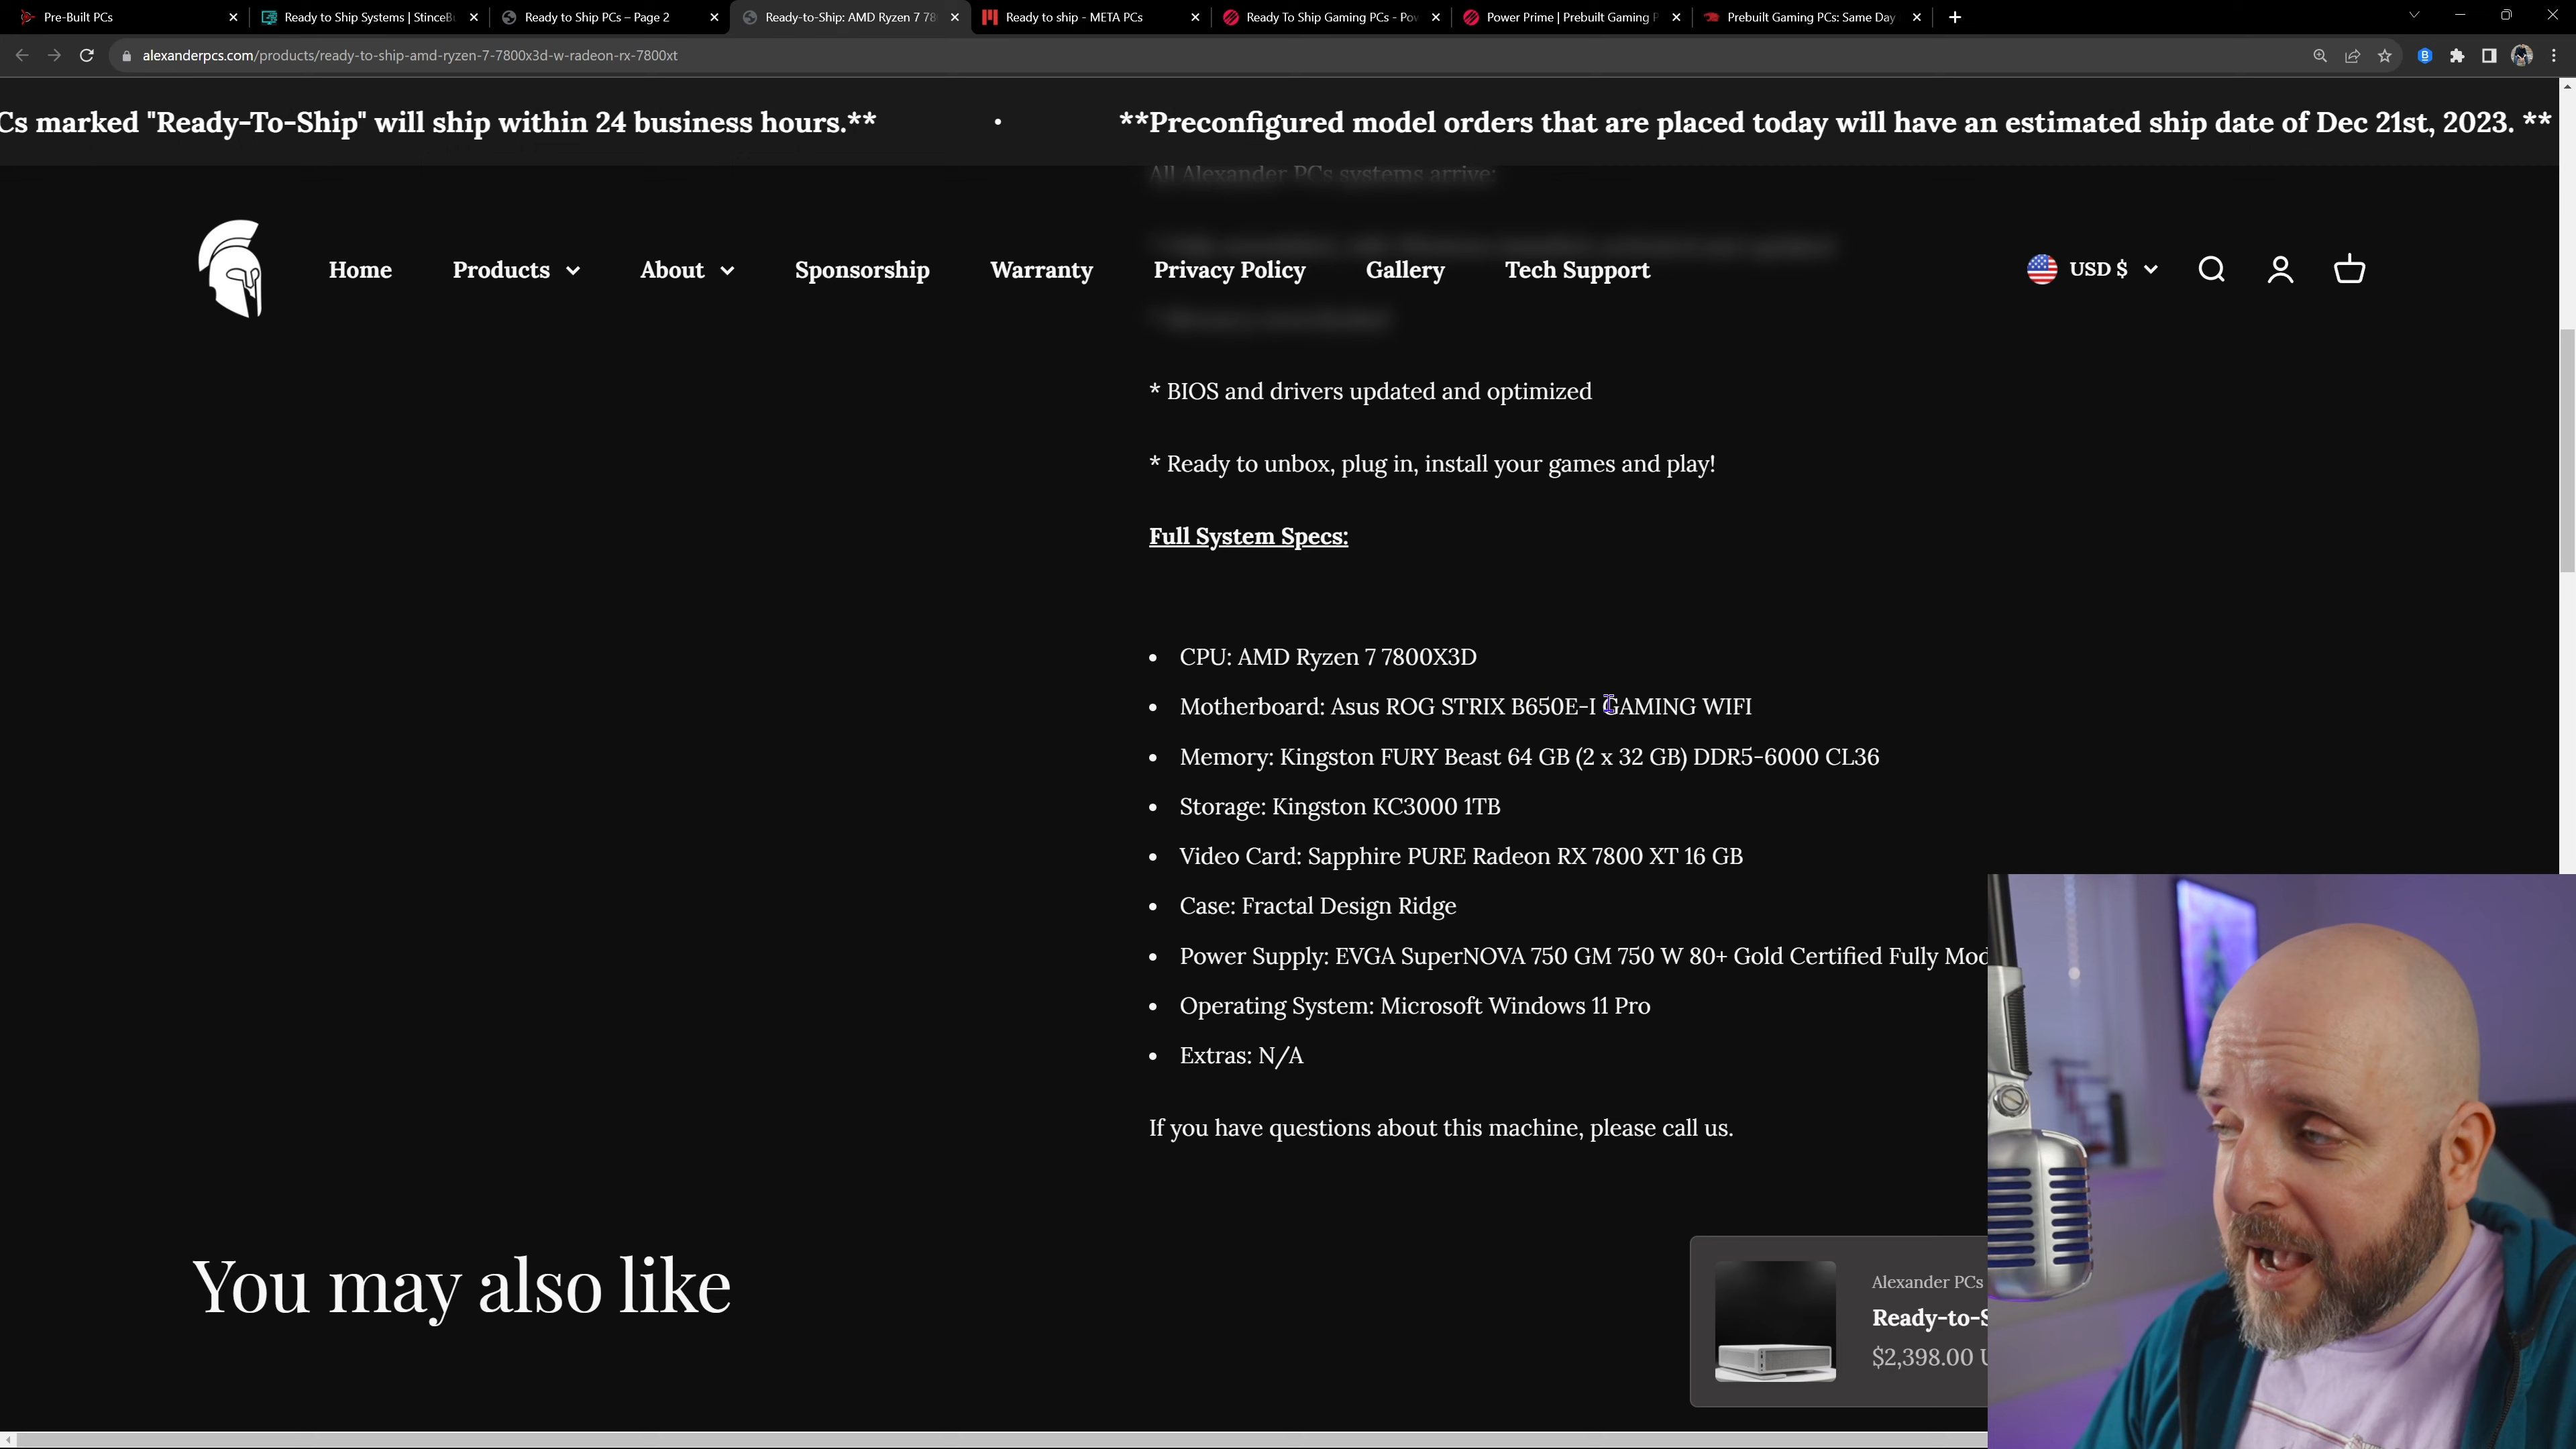 Pre-Built PCs
Ready to Ship Systems | StinceBu
Ready to Ship PCs – Page 2
Ready-to-Ship: AMD Ryzen 7 78
Ready to ship - META PCs
Ready To Ship Gaming PCs - Pow
Power Prime | Prebuilt Gaming P
Prebuilt Gaming PCs: Same Day
alexanderpcs.com/products/ready-to-ship-amd-ryzen-7-7800x3d-w-radeon-rx-7800xt
Cs marked "Ready-To-Ship" will ship within 24 business hours.** • **Preconfigured model orders that are placed today will have an estimated ship date of Dec 21st, 2023. **
All Alexander PCs systems arrive:
Home Products About Sponsorship Warranty Privacy Policy Gallery Tech Support USD $
* BIOS and drivers updated and optimized
* Ready to unbox, plug in, install your games and play!
Full System Specs:
• CPU: AMD Ryzen 7 7800X3D
• Motherboard: Asus ROG STRIX B650E-I GAMING WIFI
• Memory: Kingston FURY Beast 64 GB (2 x 32 GB) DDR5-6000 CL36
• Storage: Kingston KC3000 1TB
• Video Card: Sapphire PURE Radeon RX 7800 XT 16 GB
• Case: Fractal Design Ridge
• Power Supply: EVGA SuperNOVA 750 GM 750 W 80+ Gold Certified Fully Mod
• Operating System: Microsoft Windows 11 Pro
• Extras: N/A
If you have questions about this machine, please call us.
You may also like
Alexander PCs
Ready-to-S
$2,398.00 U